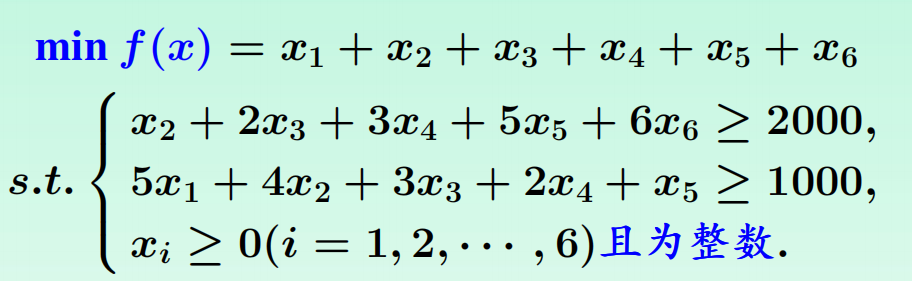 min f(x) = x₁ + x₂ + x₃ + x₄ + x₅ + x₆
x₂ + 2x₃ + 3x₄ + 5x₅ + 6x₆ ≥ 2000,
s.t. { 5x₁ + 4x₂ + 3x₃ + 2x₄ + x₅ ≥ 1000,
xᵢ ≥ 0(i = 1, 2, ⋯ , 6)且为整数.